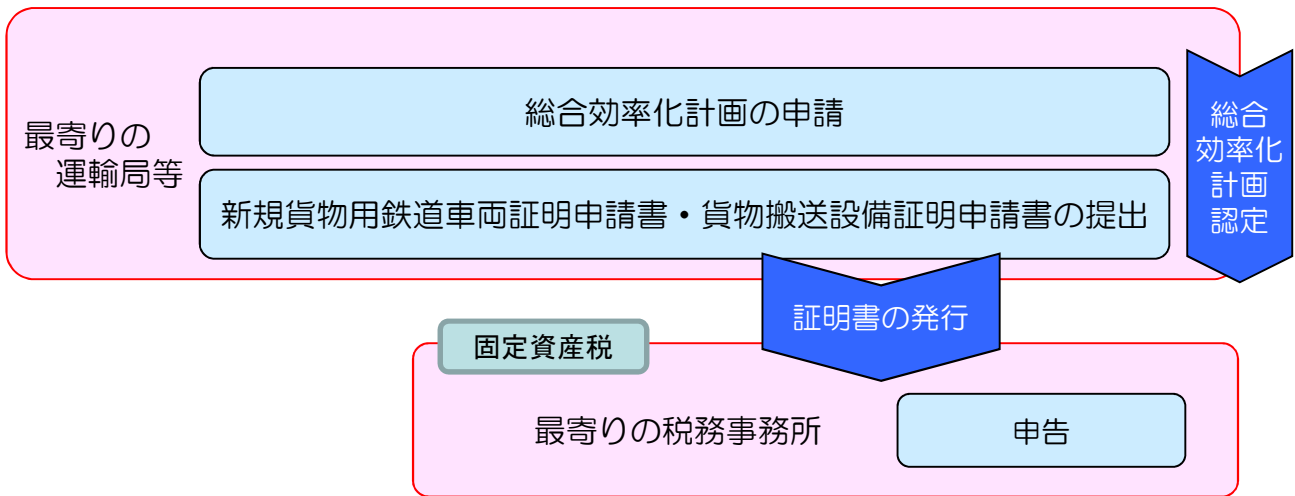 総合効率化計画の申請
最寄りの
運輸局等
新規貨物用鉄道車両証明申請書・貨物搬送設備証明申請書の提出
総合
効率化
計画
認定
証明書の発行
固定資産税
最寄りの税務事務所
申告